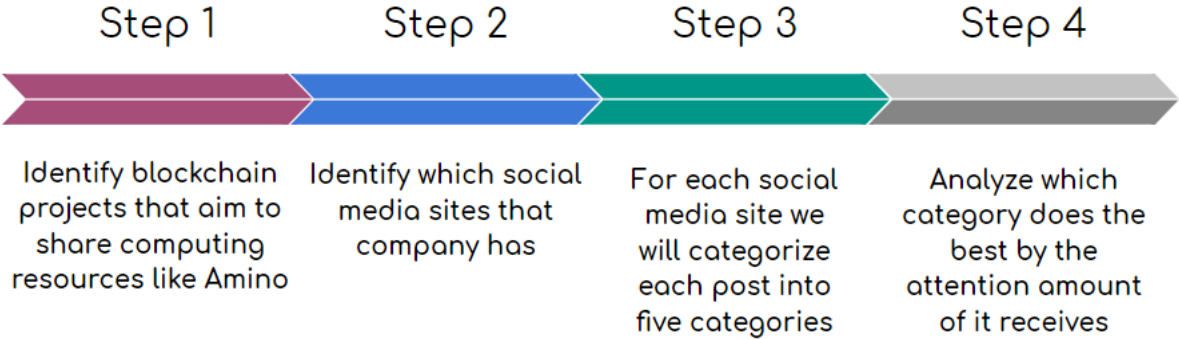 Step 1
Step 2
Step 3
Step 4
Identify blockchain
projects that aim to
share computing
resources like Amino
Identify which social
media sites that
company has
For each social
media site we
will categorize
each post into
five categories
Analyze which
category does the
best by the
attention amount
of it receives